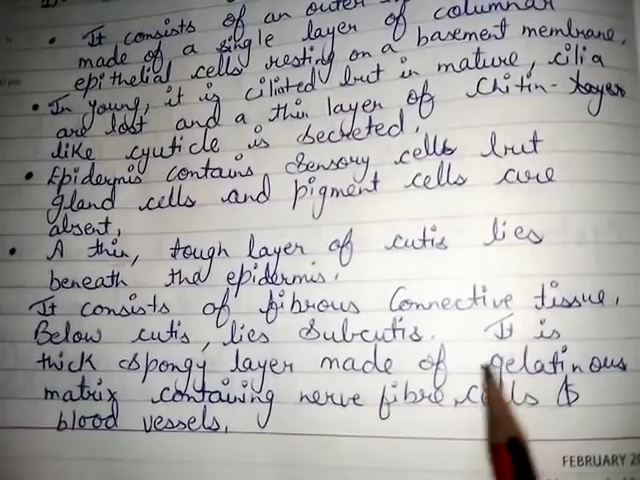 It consists of an outer
made of a single layer of columnar
epithelial cells resting on a basement membrane.
In young, it is ciliated but in mature, cilia
are lost and a thin layer of chitin-layer
like cyuticle is secreted.
Epidermis contains sensory cells but
gland cells and pigment cells are
absent,
A thin, tough layer of cutis lies
beneath the epidermis.
It consists of fibrous Connective tissue.
Below cutis, lies Subcutis. It is
thick spongy layer made of gelatinous
matrix containing nerve fibre, cells &
blood vessels.
FEBRUARY 20